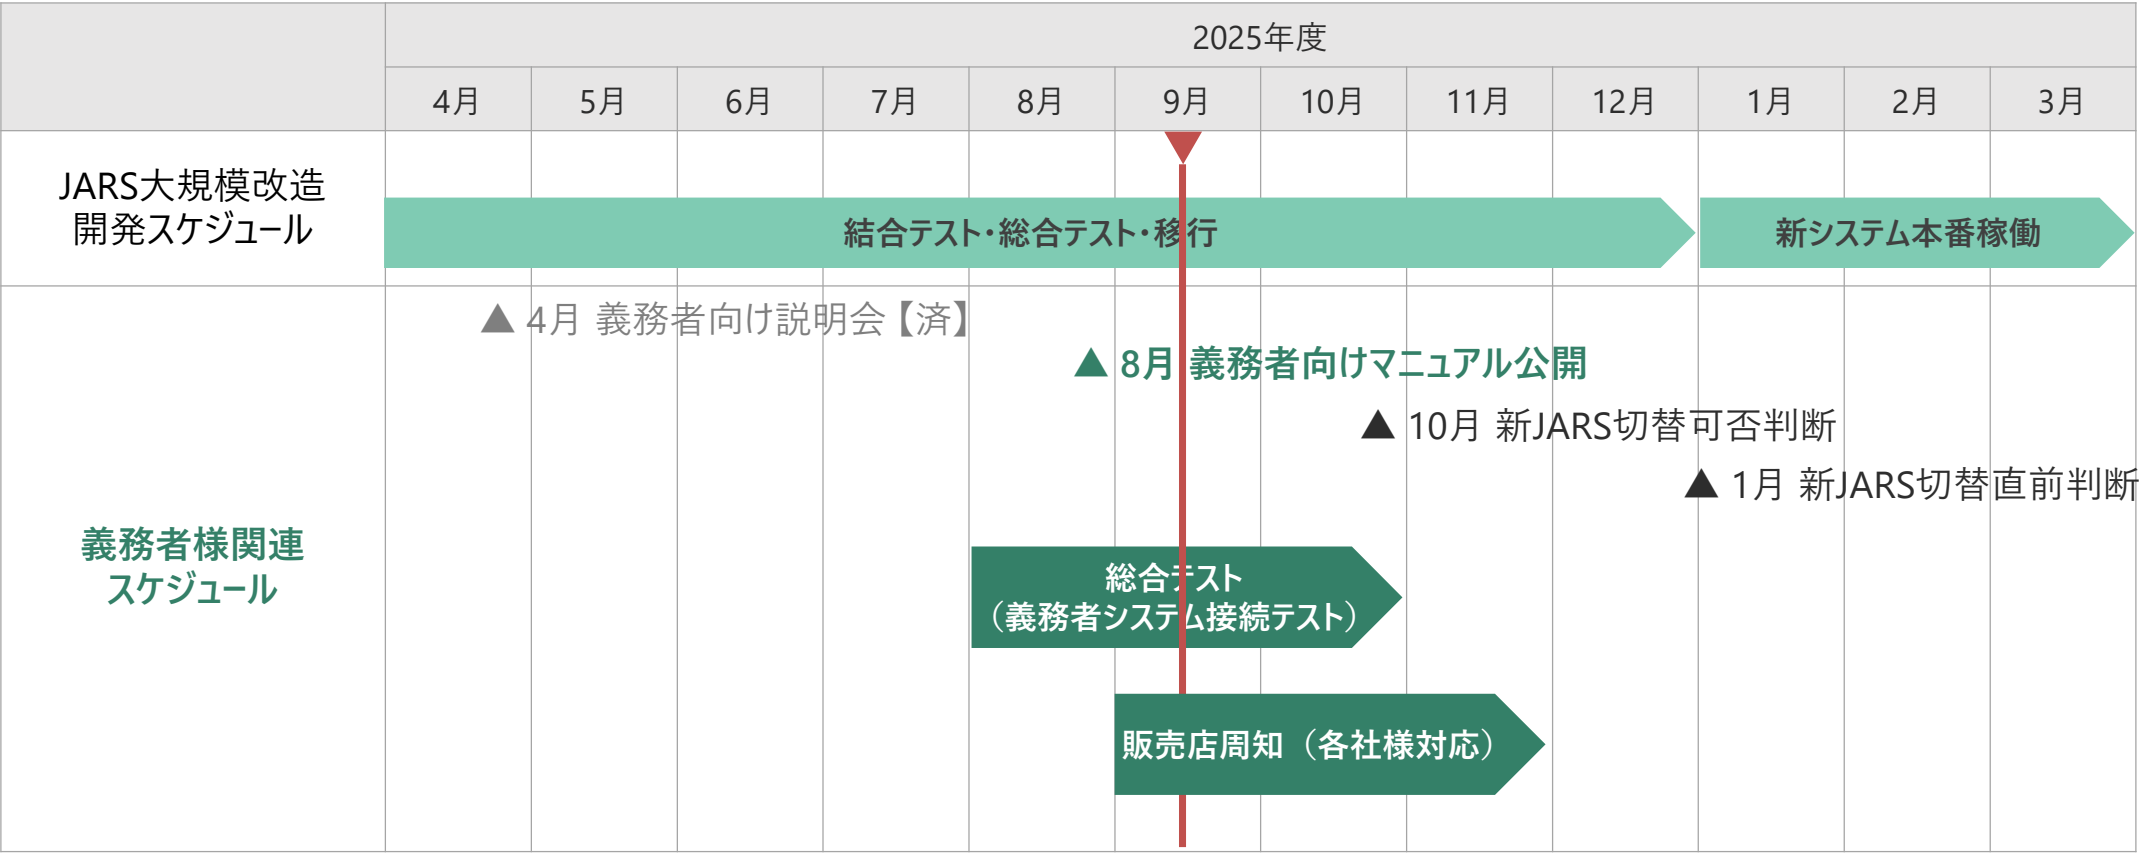 2025年度
4月 5月 6月 7月 8月 9月 10月 11月 12月 1月 2月 3月
JARS大規模改造
開発スケジュール
結合テスト・総合テスト・移行
新システム本番稼働
義務者様関連
スケジュール
▲ 4月 義務者向け説明会【済】
▲ 8月 義務者向けマニュアル公開
▲ 10月 新JARS切替可否判断
▲ 1月 新JARS切替直前判断
総合テスト
（義務者システム接続テスト）
販売店周知（各社様対応）